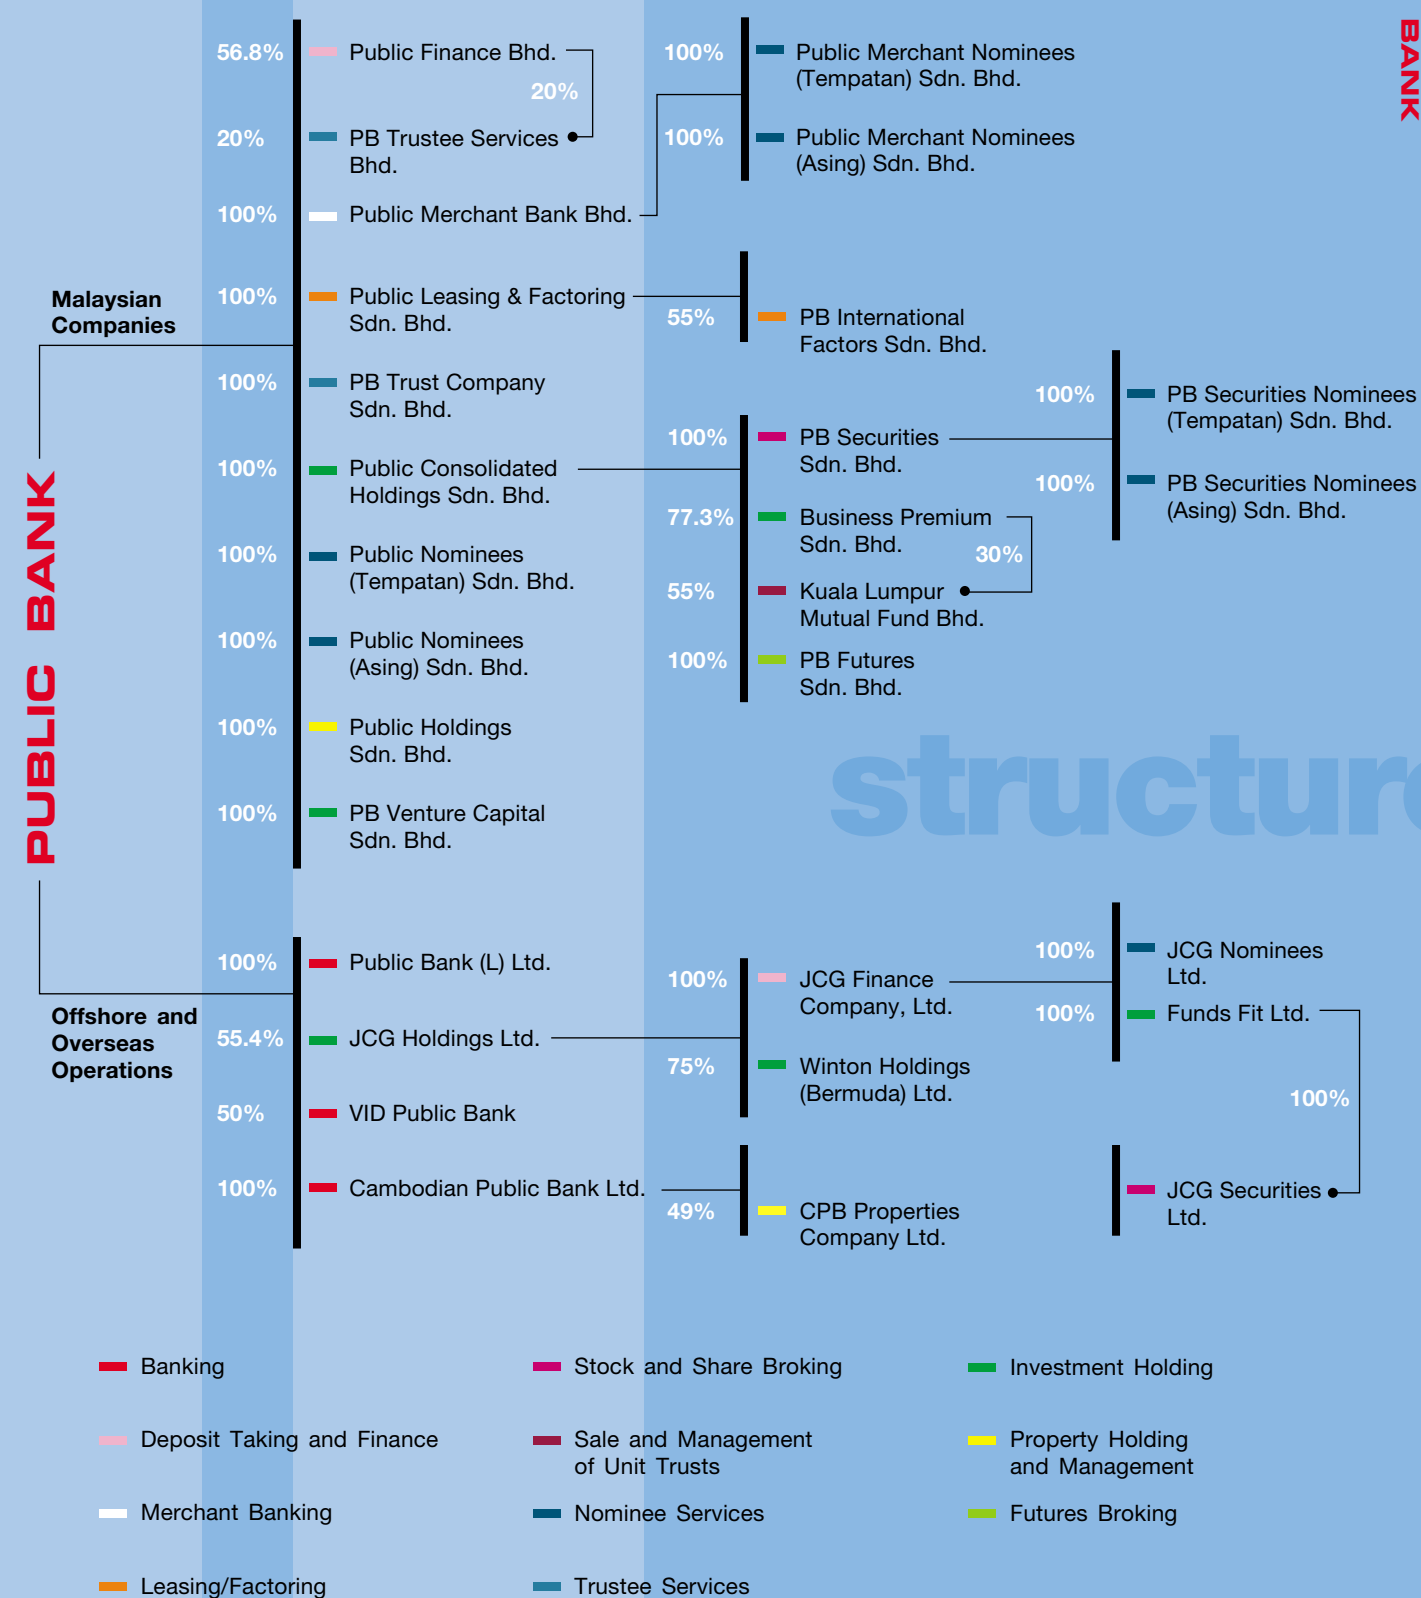 BANK
PUBLIC BANK
Malaysian
Companies
56.8%
Public Finance Bhd.
20%
20%
PB Trustee Services
Bhd.
100%
Public Merchant Bank Bhd.
100%
Public Leasing & Factoring
Sdn. Bhd.
100%
PB Trust Company
Sdn. Bhd.
100%
Public Consolidated
Holdings Sdn. Bhd.
100%
Public Nominees
(Tempatan) Sdn. Bhd.
100%
Public Nominees
(Asing) Sdn. Bhd.
100%
Public Holdings
Sdn. Bhd.
100%
PB Venture Capital
Sdn. Bhd.
100%
Public Merchant Nominees
(Tempatan) Sdn. Bhd.
100%
Public Merchant Nominees
(Asing) Sdn. Bhd.
55%
PB International
Factors Sdn. Bhd.
100%
PB Securities
Sdn. Bhd.
77.3%
Business Premium
Sdn. Bhd.
30%
55%
Kuala Lumpur
Mutual Fund Bhd.
100%
PB Futures
Sdn. Bhd.
100%
PB Securities Nominees
(Tempatan) Sdn. Bhd.
100%
PB Securities Nominees
(Asing) Sdn. Bhd.
structure
Offshore and
Overseas
Operations
100%
Public Bank (L) Ltd.
55.4%
JCG Holdings Ltd.
50%
VID Public Bank
100%
Cambodian Public Bank Ltd.
100%
JCG Finance
Company, Ltd.
75%
Winton Holdings
(Bermuda) Ltd.
49%
CPB Properties
Company Ltd.
100%
JCG Nominees
Ltd.
100%
Funds Fit Ltd.
100%
JCG Securities
Ltd.
Banking
Deposit Taking and Finance
Merchant Banking
Leasing/Factoring
Stock and Share Broking
Sale and Management
of Unit Trusts
Nominee Services
Trustee Services
Investment Holding
Property Holding
and Management
Futures Broking